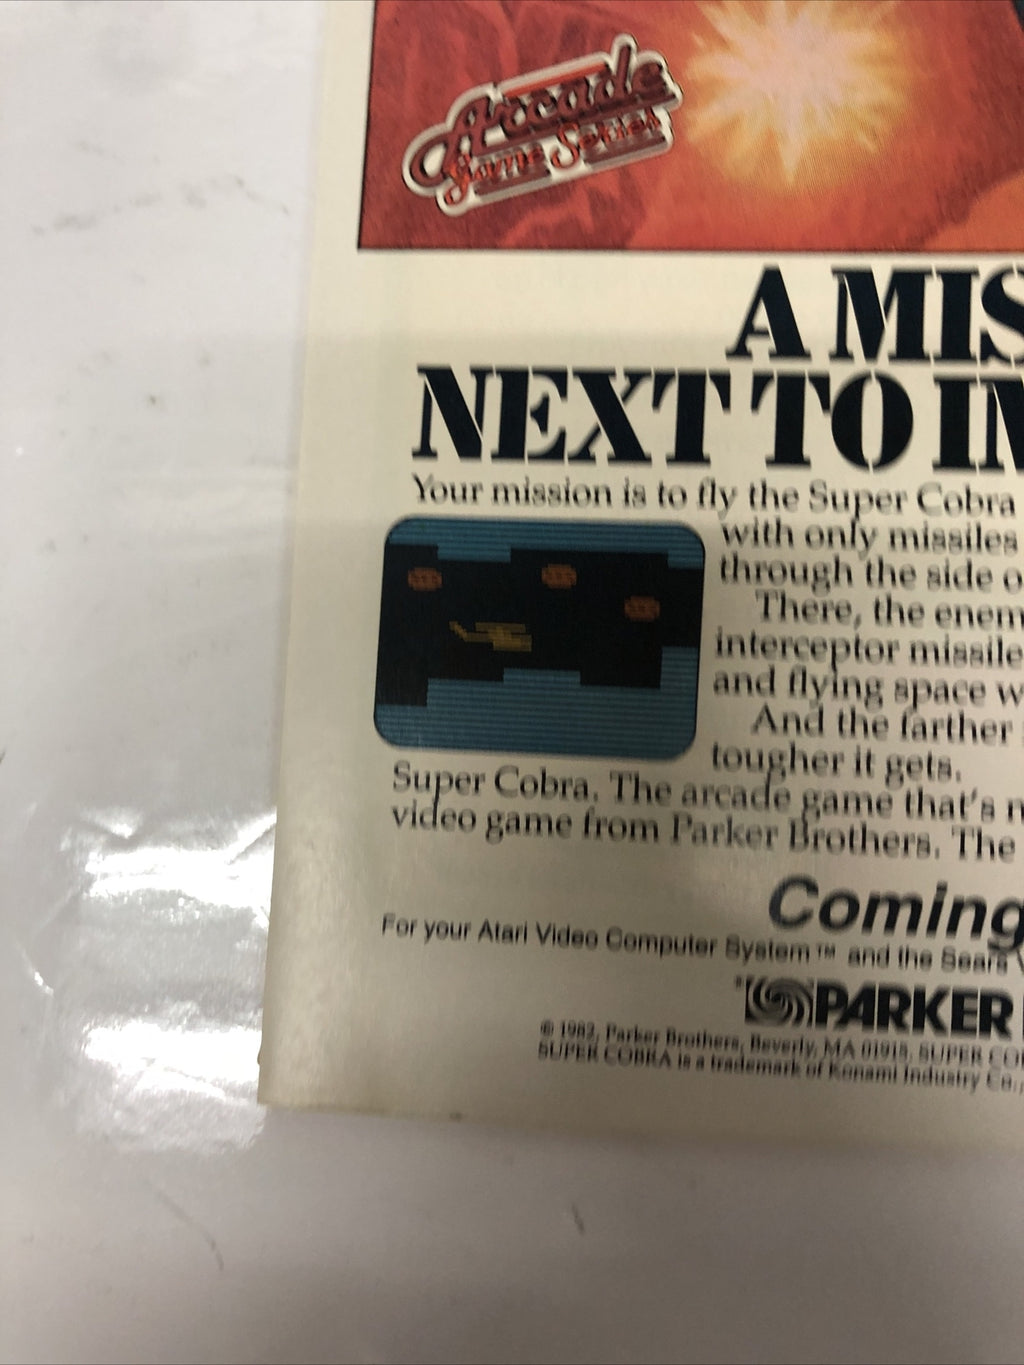 Arcade
Game Series
A MIS
NEXT TO IM
Your mission is to fly the Super Cobra
with only missiles
through the side o
There, the enem
interceptor missile
and flying space w
And the farther
tougher it gets.
Super Cobra. The arcade game that's n
video game from Parker Brothers. The
Coming
For your Atari Video Computer System™ and the Sears V
PARKER
© 1982, Parker Brothers, Beverly, MA 01915, SUPER CO
SUPER COBRA is a trademark of Konami Industry Co.,